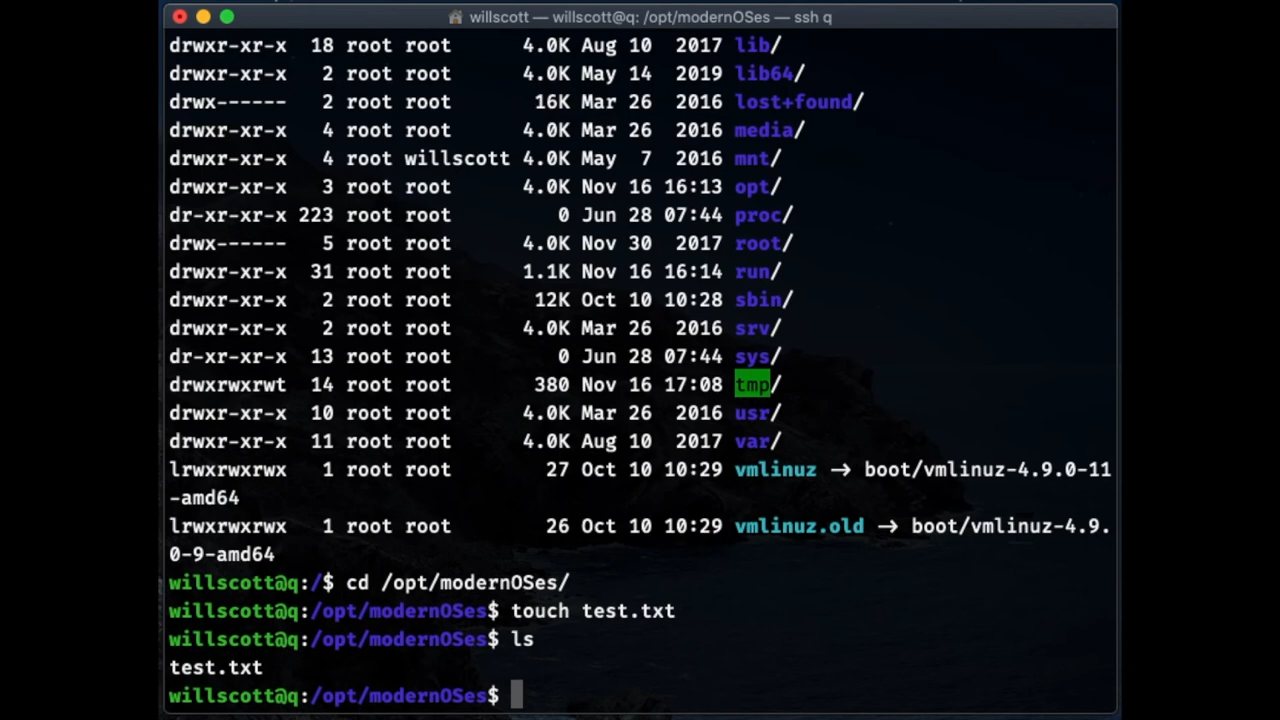 willscott — willscott@q: /opt/modernOSes — ssh q
drwxr-xr-x  18 root root      4.0K Aug 10  2017 lib/
drwxr-xr-x   2 root root      4.0K May 14  2019 lib64/
drwx------   2 root root       16K Mar 26  2016 lost+found/
drwxr-xr-x   4 root root      4.0K Mar 26  2016 media/
drwxr-xr-x   4 root willscott 4.0K May  7  2016 mnt/
drwxr-xr-x   3 root root      4.0K Nov 16 16:13 opt/
dr-xr-xr-x 223 root root         0 Jun 28 07:44 proc/
drwx------   5 root root      4.0K Nov 30  2017 root/
drwxr-xr-x  31 root root      1.1K Nov 16 16:14 run/
drwxr-xr-x   2 root root       12K Oct 10 10:28 sbin/
drwxr-xr-x   2 root root      4.0K Mar 26  2016 srv/
dr-xr-xr-x  13 root root         0 Jun 28 07:44 sys/
drwxrwxrwt  14 root root       380 Nov 16 17:08 tmp/
drwxr-xr-x  10 root root      4.0K Mar 26  2016 usr/
drwxr-xr-x  11 root root      4.0K Aug 10  2017 var/
lrwxrwxrwx   1 root root        27 Oct 10 10:29 vmlinuz -> boot/vmlinuz-4.9.0-11
-amd64
lrwxrwxrwx   1 root root        26 Oct 10 10:29 vmlinuz.old -> boot/vmlinuz-4.9.
0-9-amd64
willscott@q:/$ cd /opt/modernOSes/
willscott@q:/opt/modernOSes$ touch test.txt
willscott@q:/opt/modernOSes$ ls
test.txt
willscott@q:/opt/modernOSes$